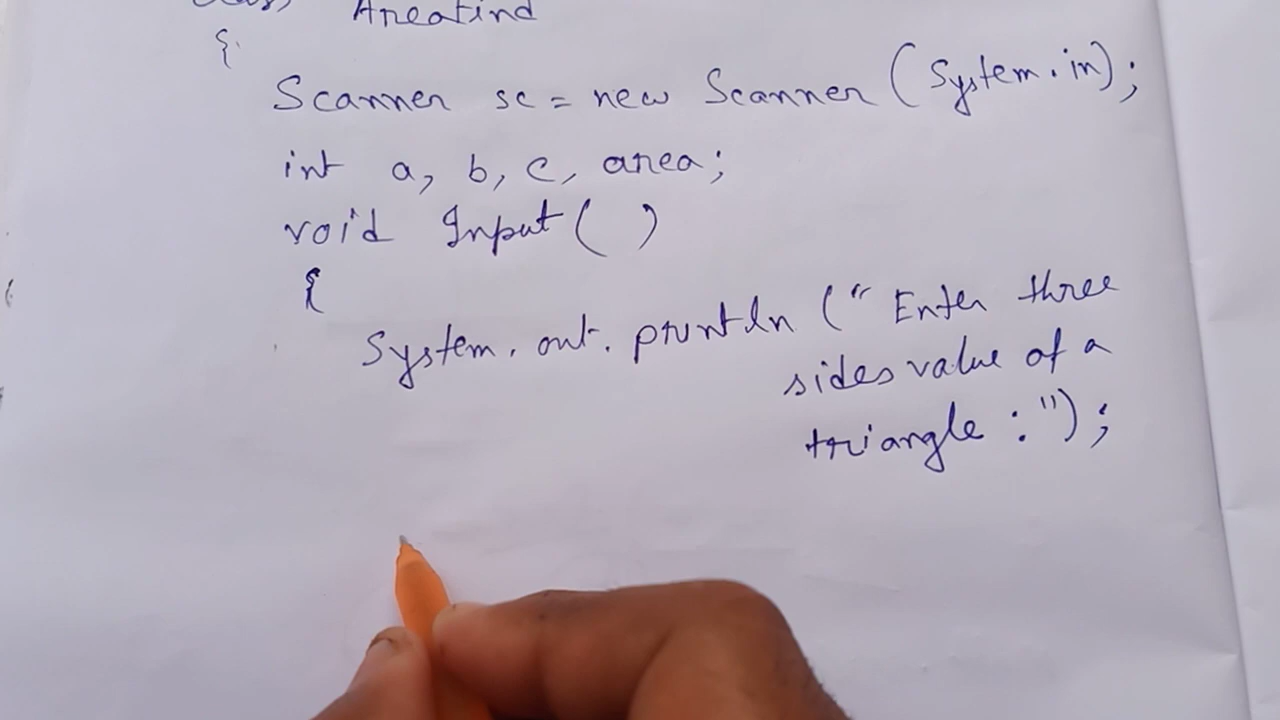 class Areafind
{
Scanner sc = new Scanner (System.in);
int a, b, c, area;
void Input( )
{
System.out.println ("Enter three
sides value of a
triangle :");